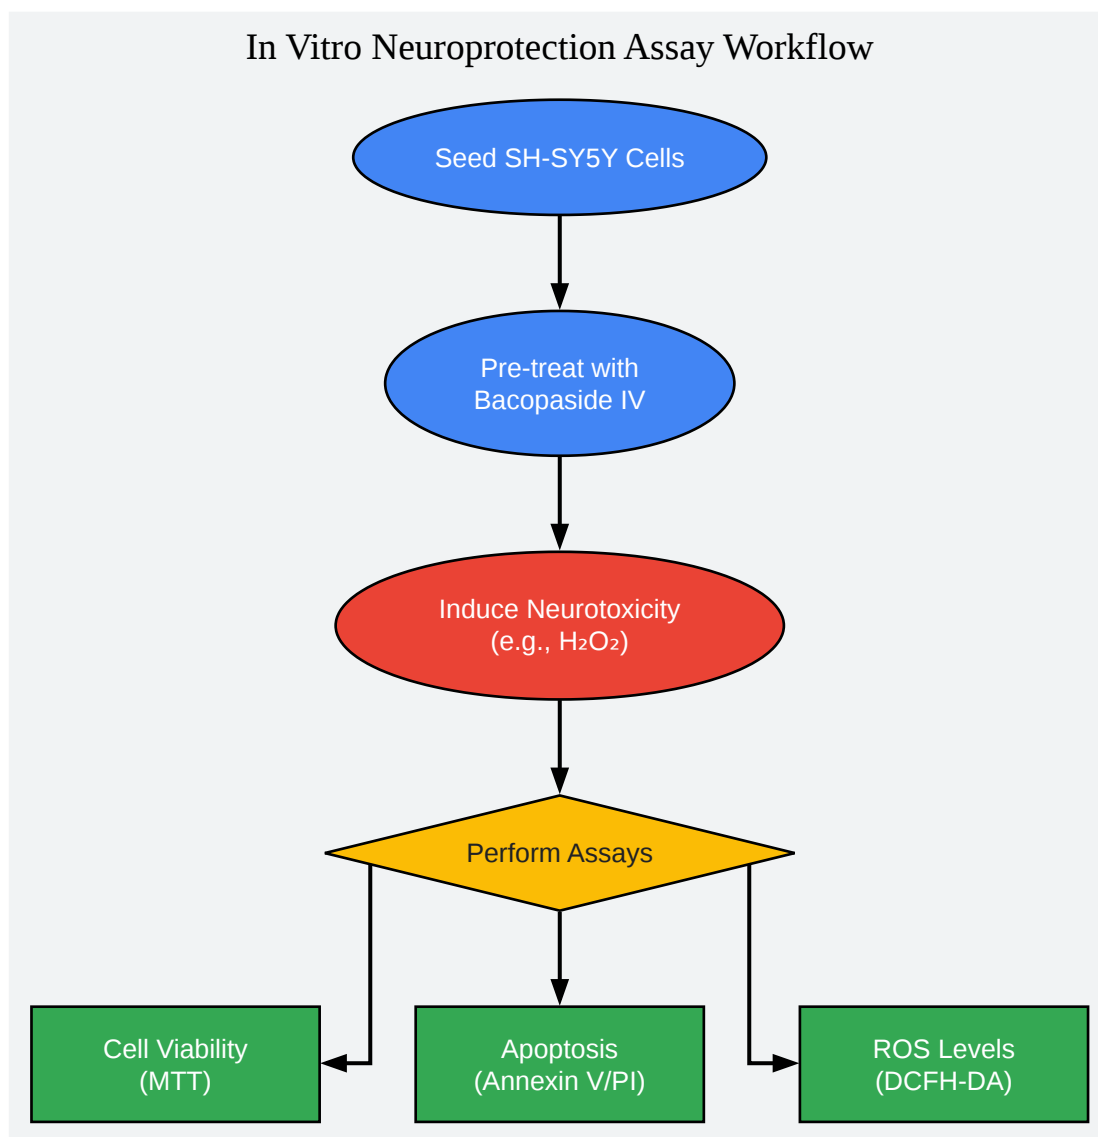 In Vitro Neuroprotection Assay Workflow
Seed SH-SY5Y Cells
Pre-treat with
Bacopaside IV
Induce Neurotoxicity
(e.g., H₂O₂)
Perform Assays
Cell Viability
(MTT)
Apoptosis
(Annexin V/PI)
ROS Levels
(DCFH-DA)